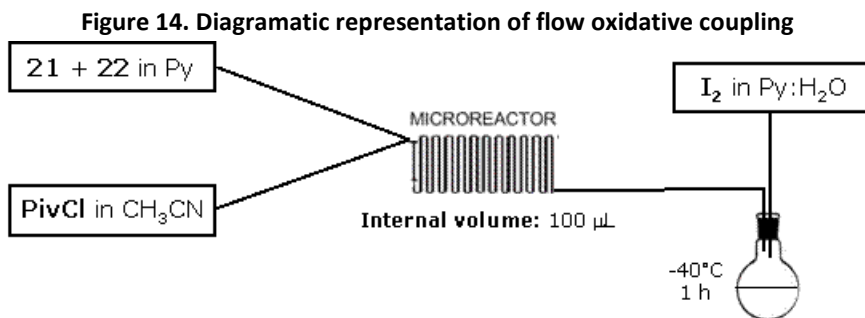 Figure 14. Diagramatic representation of flow oxidative coupling
21 + 22 in Py
I₂ in Py:H₂O
MICROREACTOR
PivCl in CH₃CN
Internal volume: 100 µL
-40°C
1 h